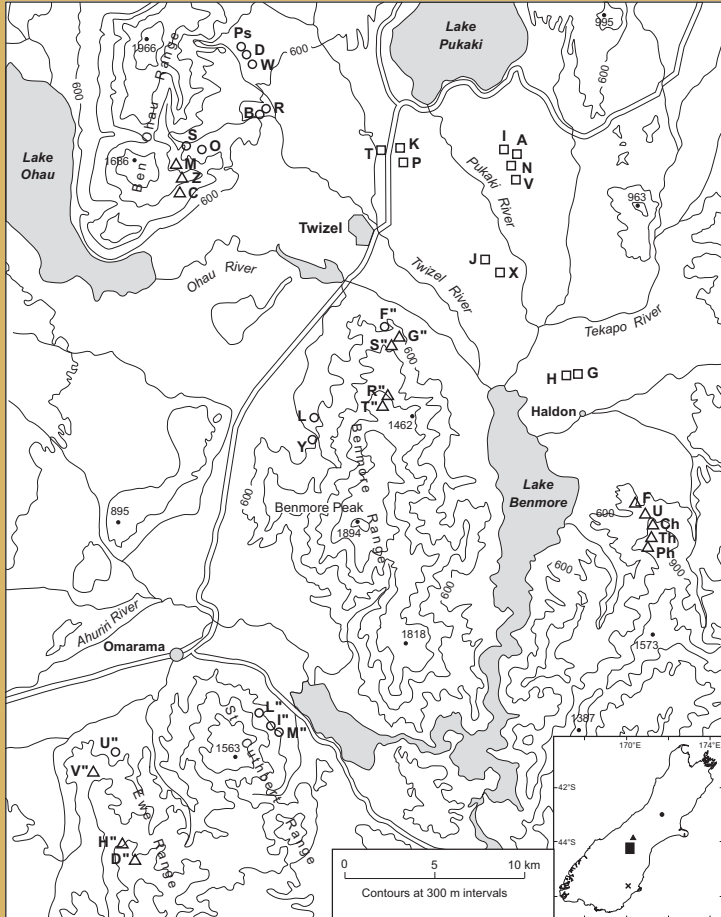 Lake Pukaki
995
Ps
D
W
600
600
1966
Ben Ohau Range
600
B
R
S
O
1686
M
Z
C
600
Lake Ohau
T
K
P
I
A
N
V
Pukaki River
963
Twizel
Ohau River
Twizel River
J
X
Tekapo River
F"
G"
S"
600
R"
T"
1462
H
G
Haldon
L
Y
Benmore Range
600
Benmore Peak
1894
Lake Benmore
895
F
U
Ch
Th
Ph
600
900
600
600
Ahuriri River
Omarama
1818
1573
1387
L"
I"
M"
St. Cuthbert Range
1563
U"
V"
Ewe Range
H"
D"
0 5 10 km
Contours at 300 m intervals
170°E 174°E
42°S
44°S